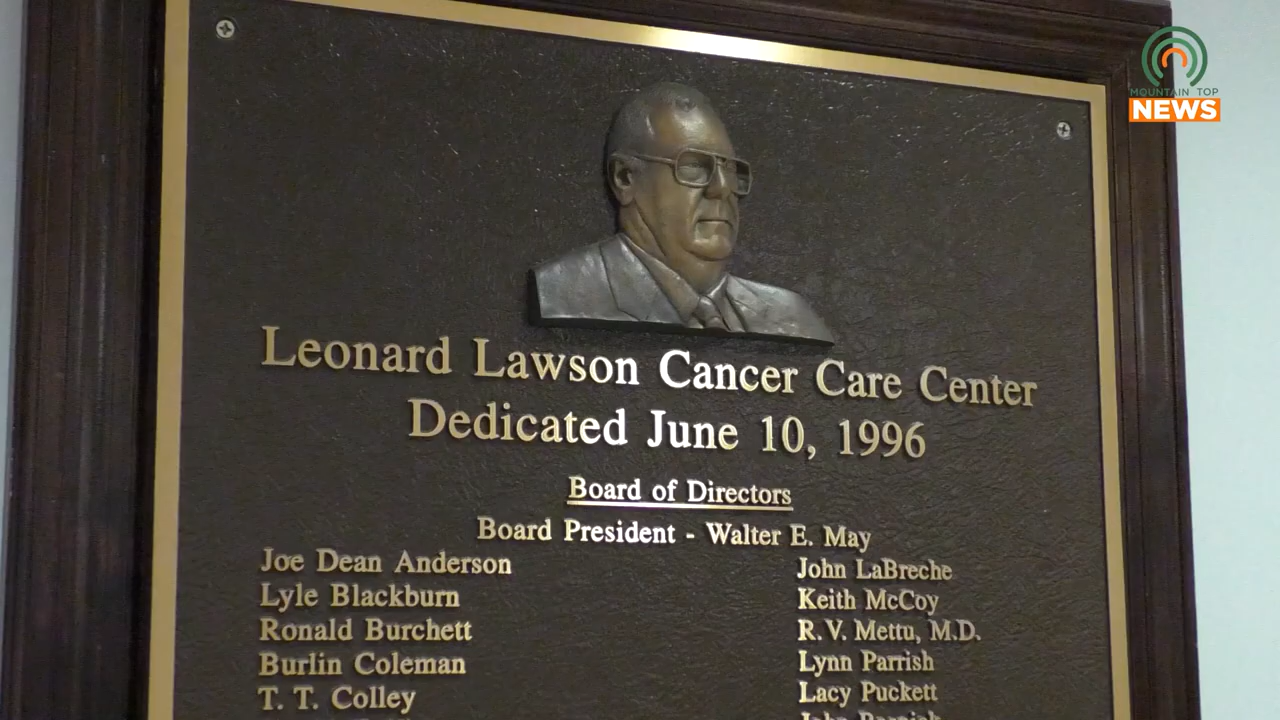 MOUNTAIN TOP
NEWS
Leonard Lawson Cancer Care Center
Dedicated June 10, 1996
Board of Directors
Board President - Walter E. May
Joe Dean Anderson
Lyle Blackburn
Ronald Burchett
Burlin Coleman
T. T. Colley
John LaBreche
Keith McCoy
R.V. Mettu, M.D.
Lynn Parrish
Lacy Puckett